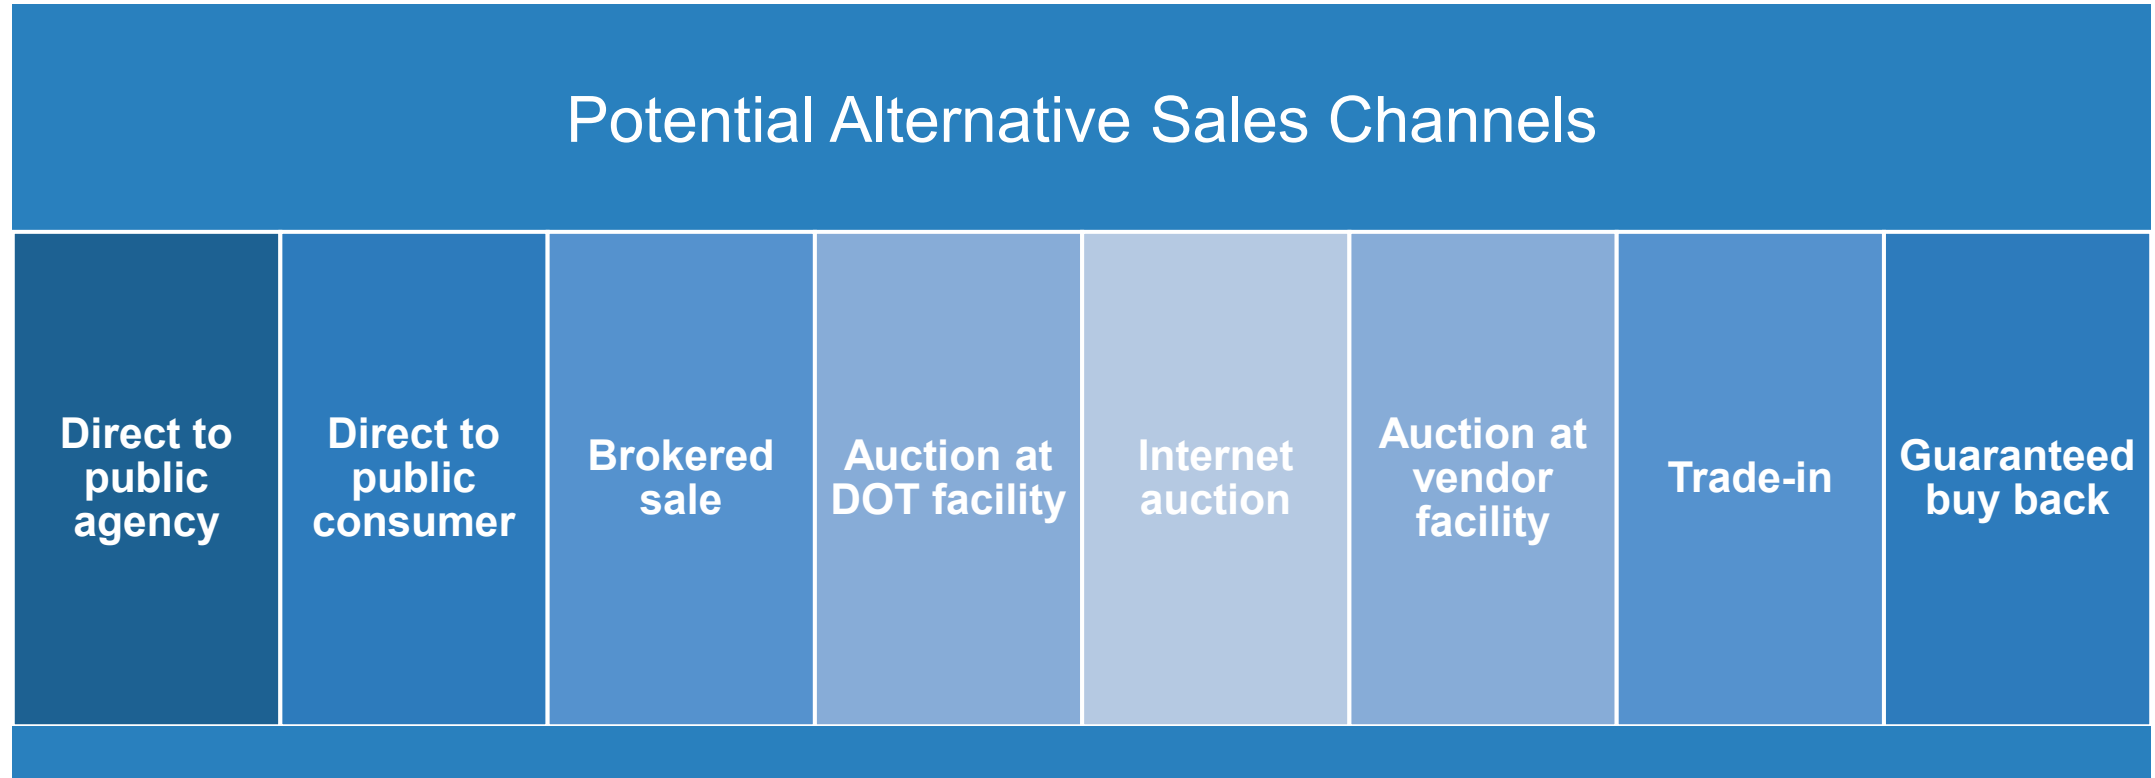 Potential Alternative Sales Channels
Direct to
public
agency
Direct to
public
consumer
Brokered
sale
Auction at
DOT facility
Internet
auction
Auction at
vendor
facility
Trade-in
Guaranteed
buy back